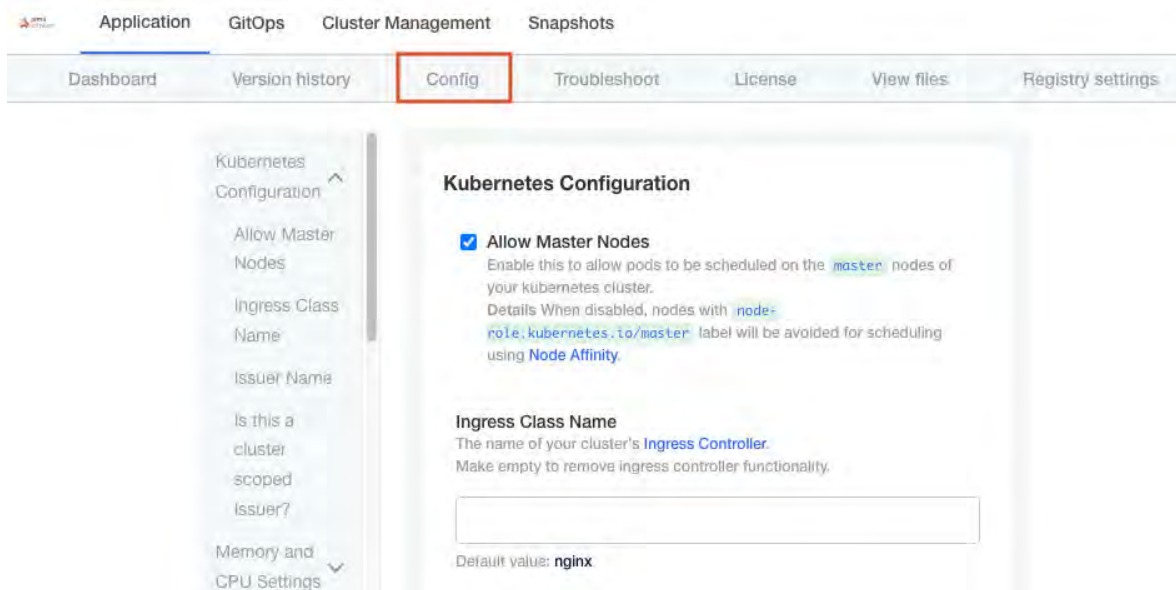 Application GitOps Cluster Management Snapshots
Dashboard Version history Config Troubleshoot License View files Registry settings
Kubernetes
Configuration
Allow Master
Nodes
Ingress Class
Name
Issuer Name
Is this a
cluster
scoped
Issuer?
Memory and
CPU Settings
Kubernetes Configuration
Allow Master Nodes
Enable this to allow pods to be scheduled on the master nodes of
your kubernetes cluster.
Details When disabled, nodes with node-
role.kubernetes.io/master label will be avoided for scheduling
using Node Affinity.
Ingress Class Name
The name of your cluster's Ingress Controller.
Make empty to remove ingress controller functionality.
Default value: nginx